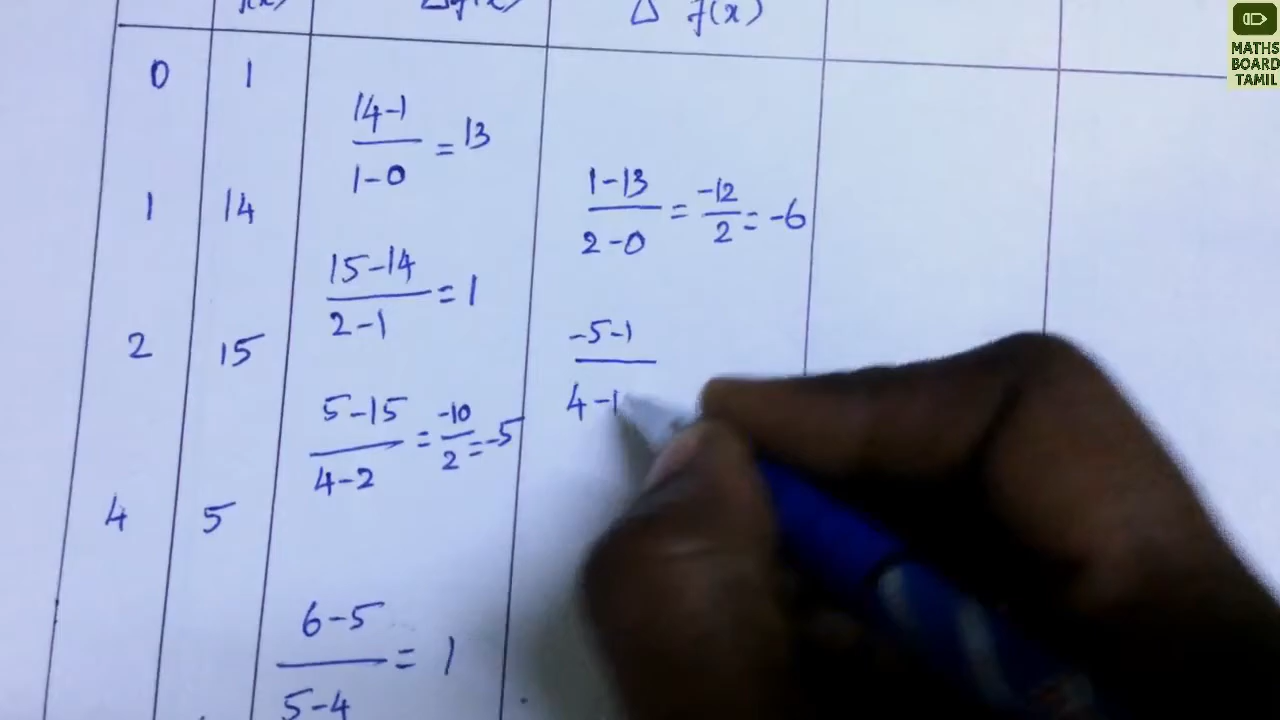 f(x) Δf(x) Δ f(x)
0 1
14-1
1-0 = 13
1 14
1-13
2-0 = -12/2 = -6
15-14
2-1 = 1
2 15
-5-1
4-1
5-15
4-2 = -10/2 = -5
4 5
6-5
5-4 = 1
MATHS
BOARD
TAMIL